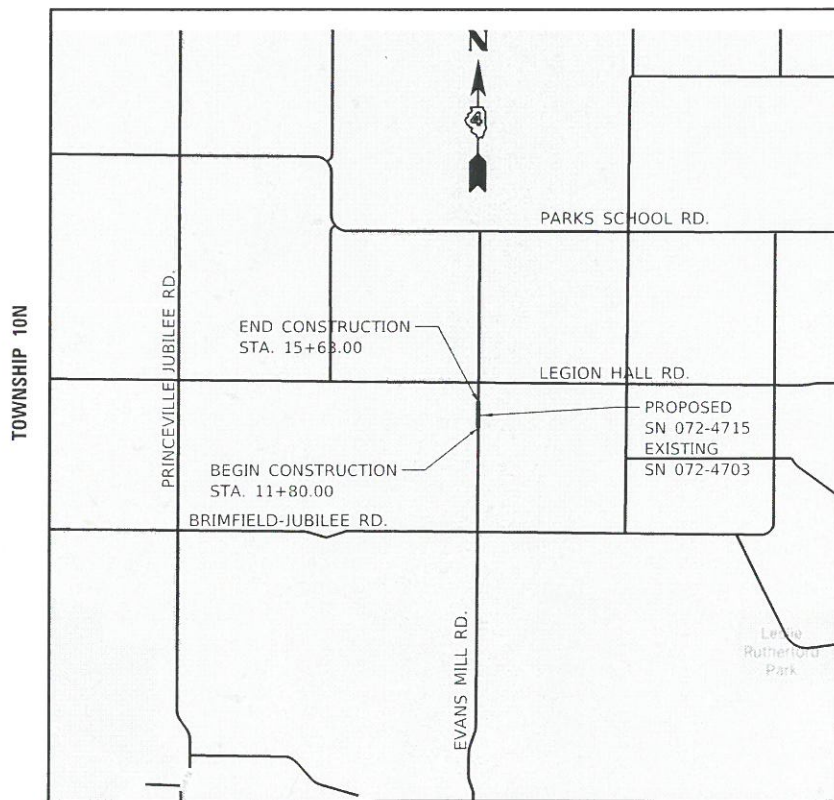 N
4
PARKS SCHOOL RD.
TOWNSHIP 10N
PRINCEVILLE JUBILEE RD.
END CONSTRUCTION
STA. 15+63.00
LEGION HALL RD.
PROPOSED
SN 072-4715
EXISTING
SN 072-4703
BEGIN CONSTRUCTION
STA. 11+80.00
BRIMFIELD-JUBILEE RD.
EVANS MILL RD.
Leslie
Rutherford
Park